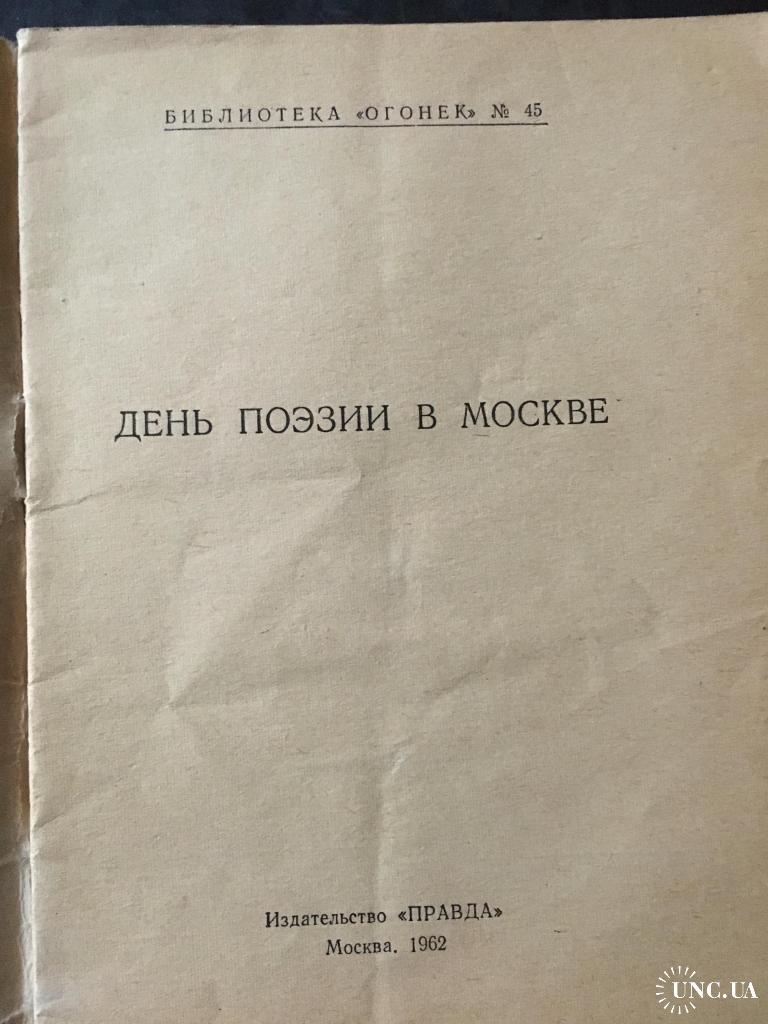 БИБЛИОТЕКА «ОГОНЕК» № 45
ДЕНЬ ПОЭЗИИ В МОСКВЕ
Издательство «ПРАВДА»
Москва. 1962
UNC.UA